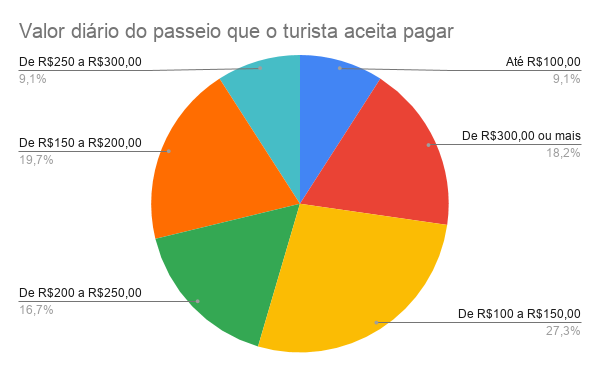 Valor diário do passeio que o turista aceita pagar
De R$250 a R$300,00
9,1%
Até R$100,00
9,1%
De R$150 a R$200,00
19,7%
De R$300,00 ou mais
18,2%
De R$200 a R$250,00
16,7%
De R$100 a R$150,00
27,3%